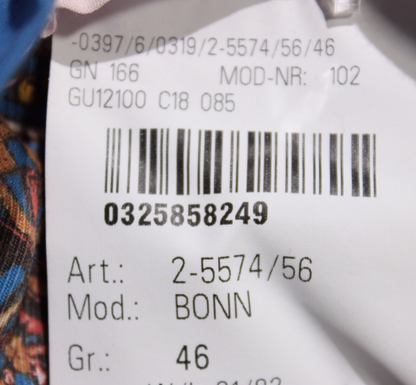 -0397/6/0319/2-5574/56/46
GN 166 MOD-NR: 102
GU12100 C18 085
0325858249
Art.: 2-5574/56
Mod.: BONN
Gr.: 46